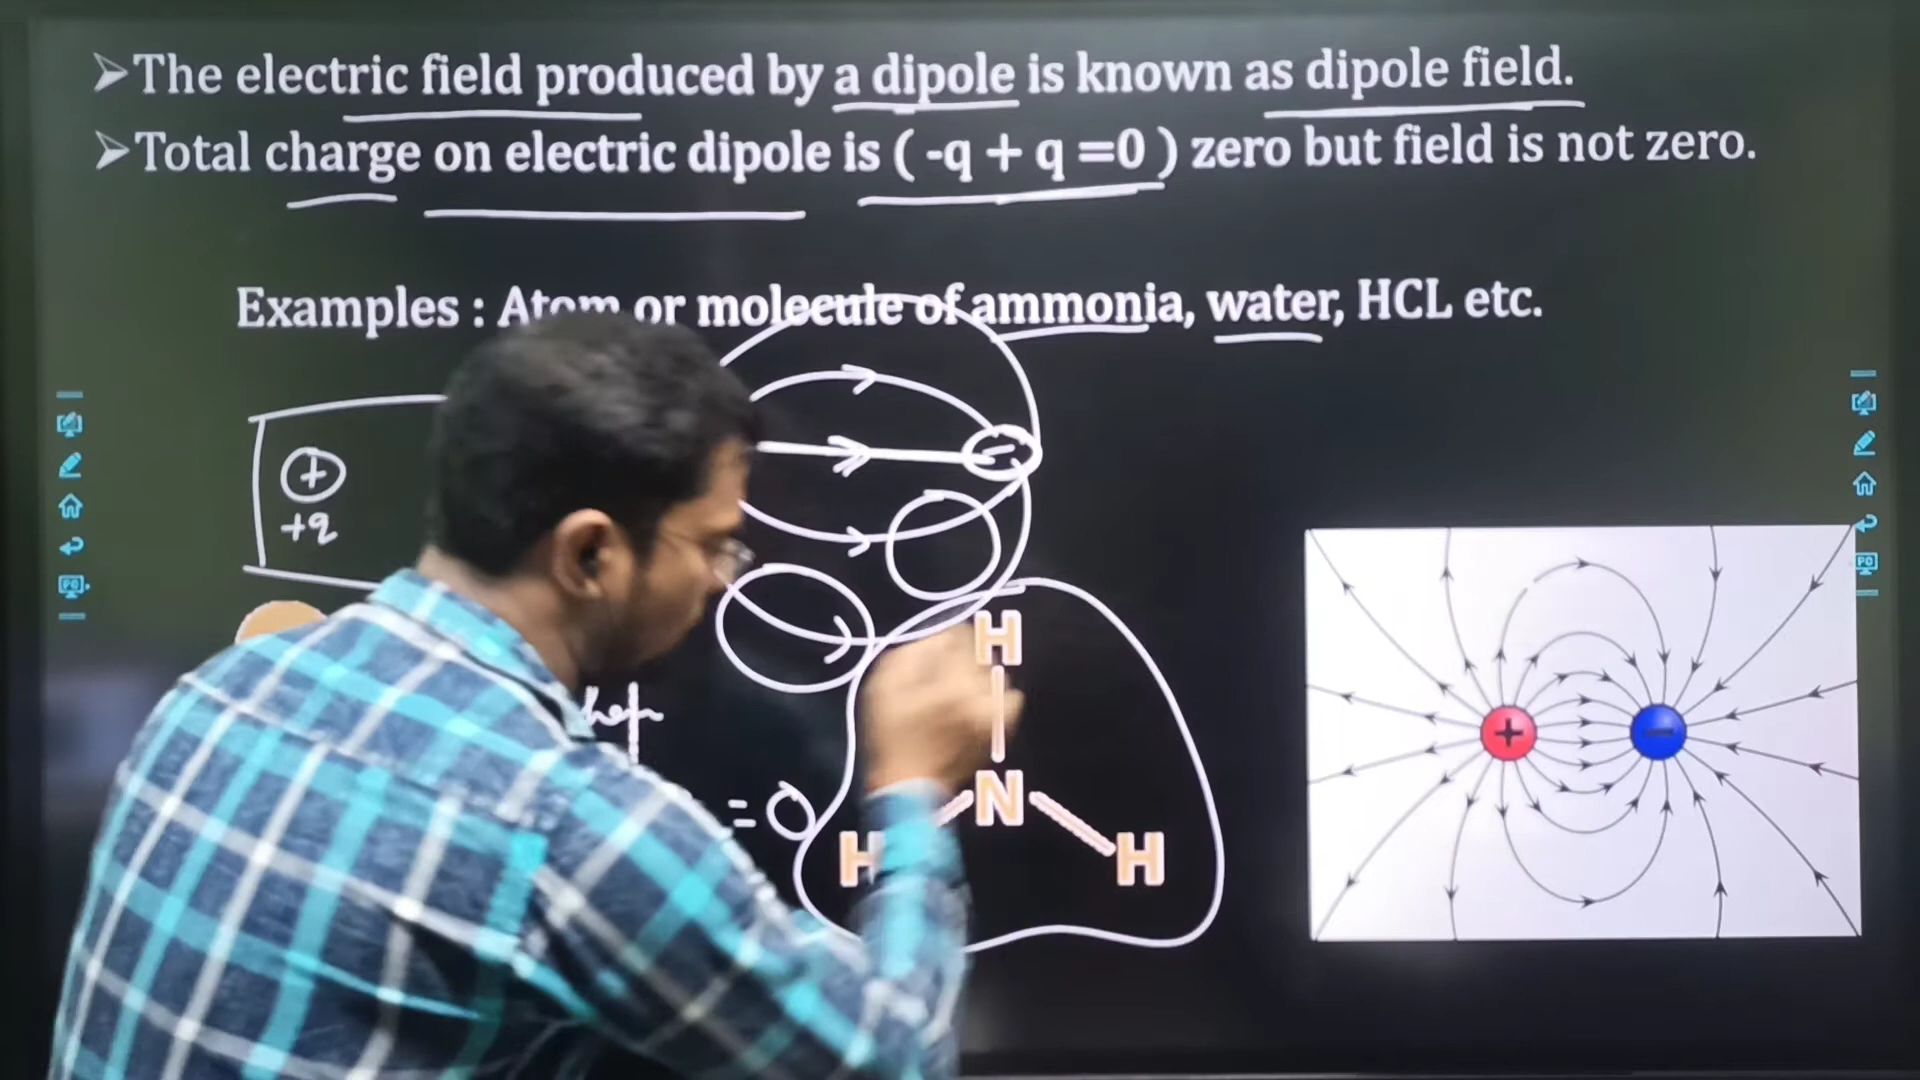 ➢The electric field produced by a dipole is known as dipole field.
➢Total charge on electric dipole is ( -q + q =0 ) zero but field is not zero.
Examples : Atom or molecule of ammonia, water, HCL etc.
+
+q
−
H
= 0
N
H
H
+
−